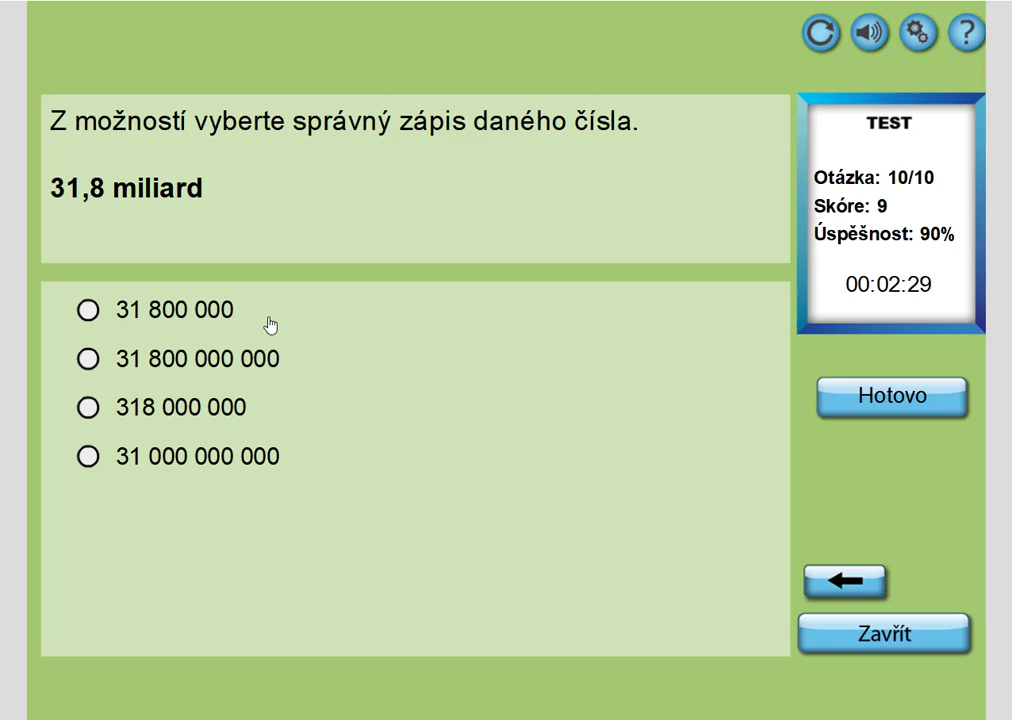 ?
Z možností vyberte správný zápis daného čísla.
31,8 miliard
TEST
Otázka: 10/10
Skóre: 9
Úspěšnost: 90%
00:02:29
31 800 000
31 800 000 000
318 000 000
31 000 000 000
Hotovo
Zavřít